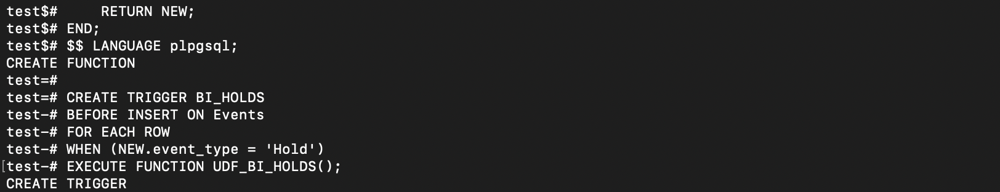 test$#     RETURN NEW;
test$# END;
test$# $$ LANGUAGE plpgsql;
CREATE FUNCTION
test=#
test=# CREATE TRIGGER BI_HOLDS
test-# BEFORE INSERT ON Events
test-# FOR EACH ROW
test-# WHEN (NEW.event_type = 'Hold')
[test-# EXECUTE FUNCTION UDF_BI_HOLDS();
CREATE TRIGGER